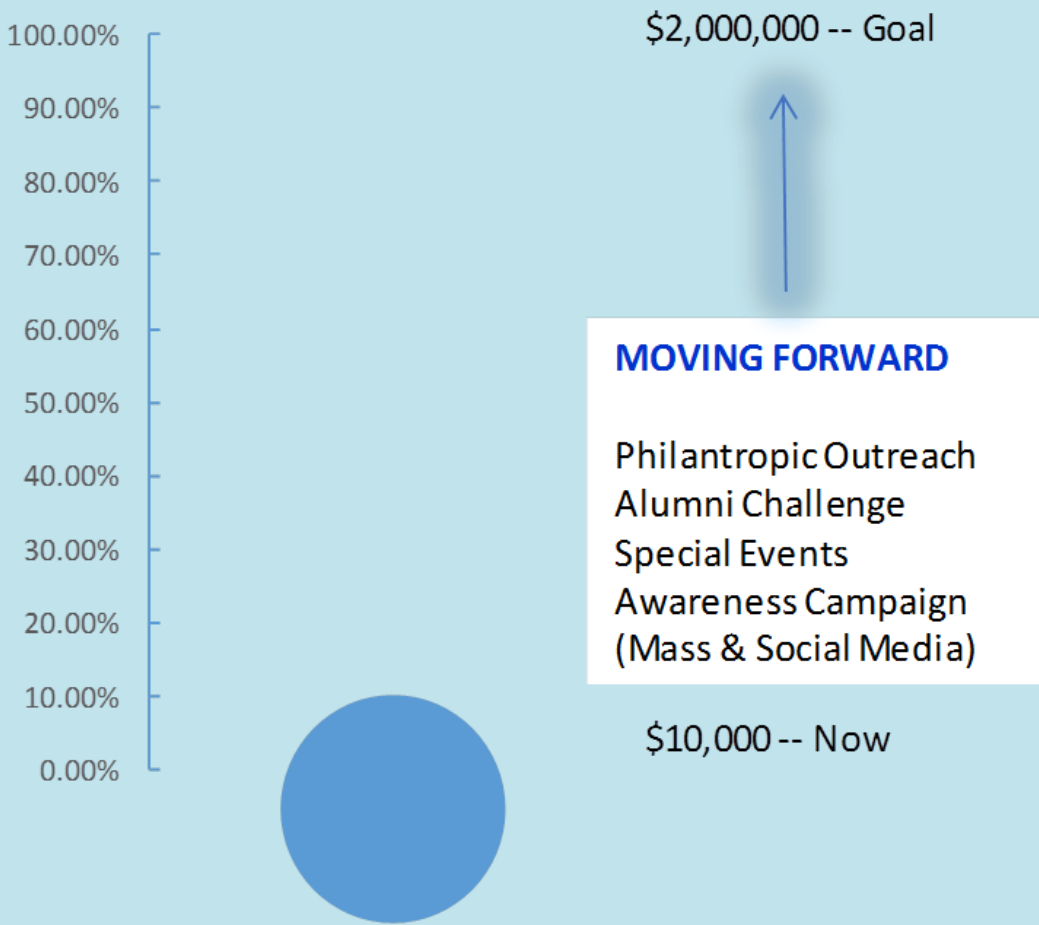 $2,000,000 -- Goal
100.00%
90.00%
80.00%
70.00%
60.00%
50.00%
40.00%
30.00%
20.00%
10.00%
0.00%
MOVING FORWARD
Philantropic Outreach
Alumni Challenge
Special Events
Awareness Campaign
(Mass & Social Media)
$10,000 -- Now